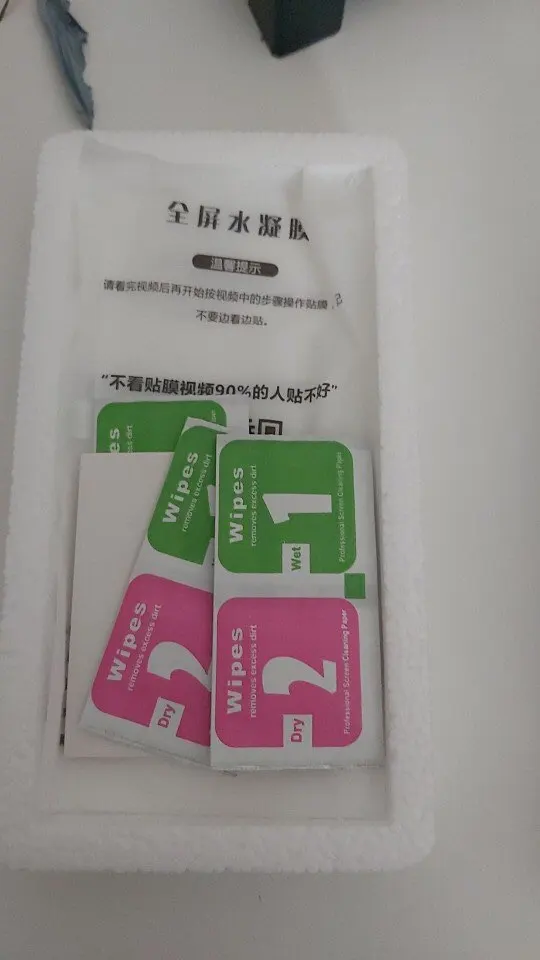 全屏水凝膜
温馨提示
请看完视频后再开始按视频中的步骤操作贴膜,
不要边看边贴。
“不看贴膜视频90%的人贴不好”
es
ess dirt
Wipes
removes excess dirt
Wipes
removes excess dirt
1
Wet
Professional Screen Cleaning Paper
Wipes
removes excess dirt
2
Dry
Wipes
removes excess dirt
2
Dry
Professional Screen Cleaning Paper